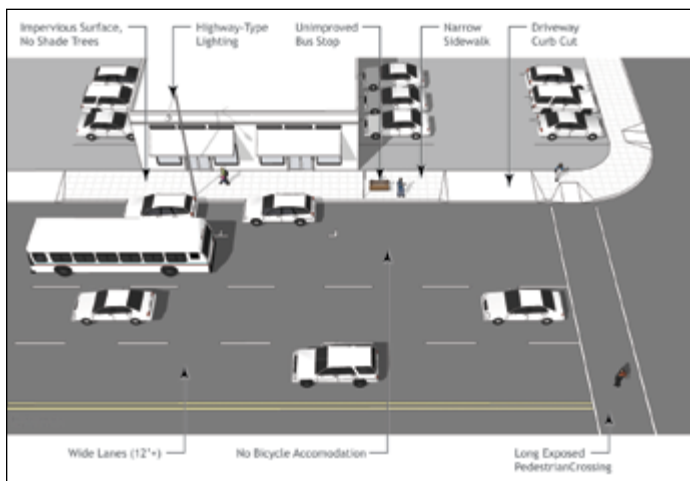 Impervious Surface,
No Shade Trees
Highway-Type
Lighting
Unimproved
Bus Stop
Narrow
Sidewalk
Driveway
Curb Cut
Wide Lanes (12'+)
No Bicycle Accomodation
Long Exposed
PedestrianCrossing